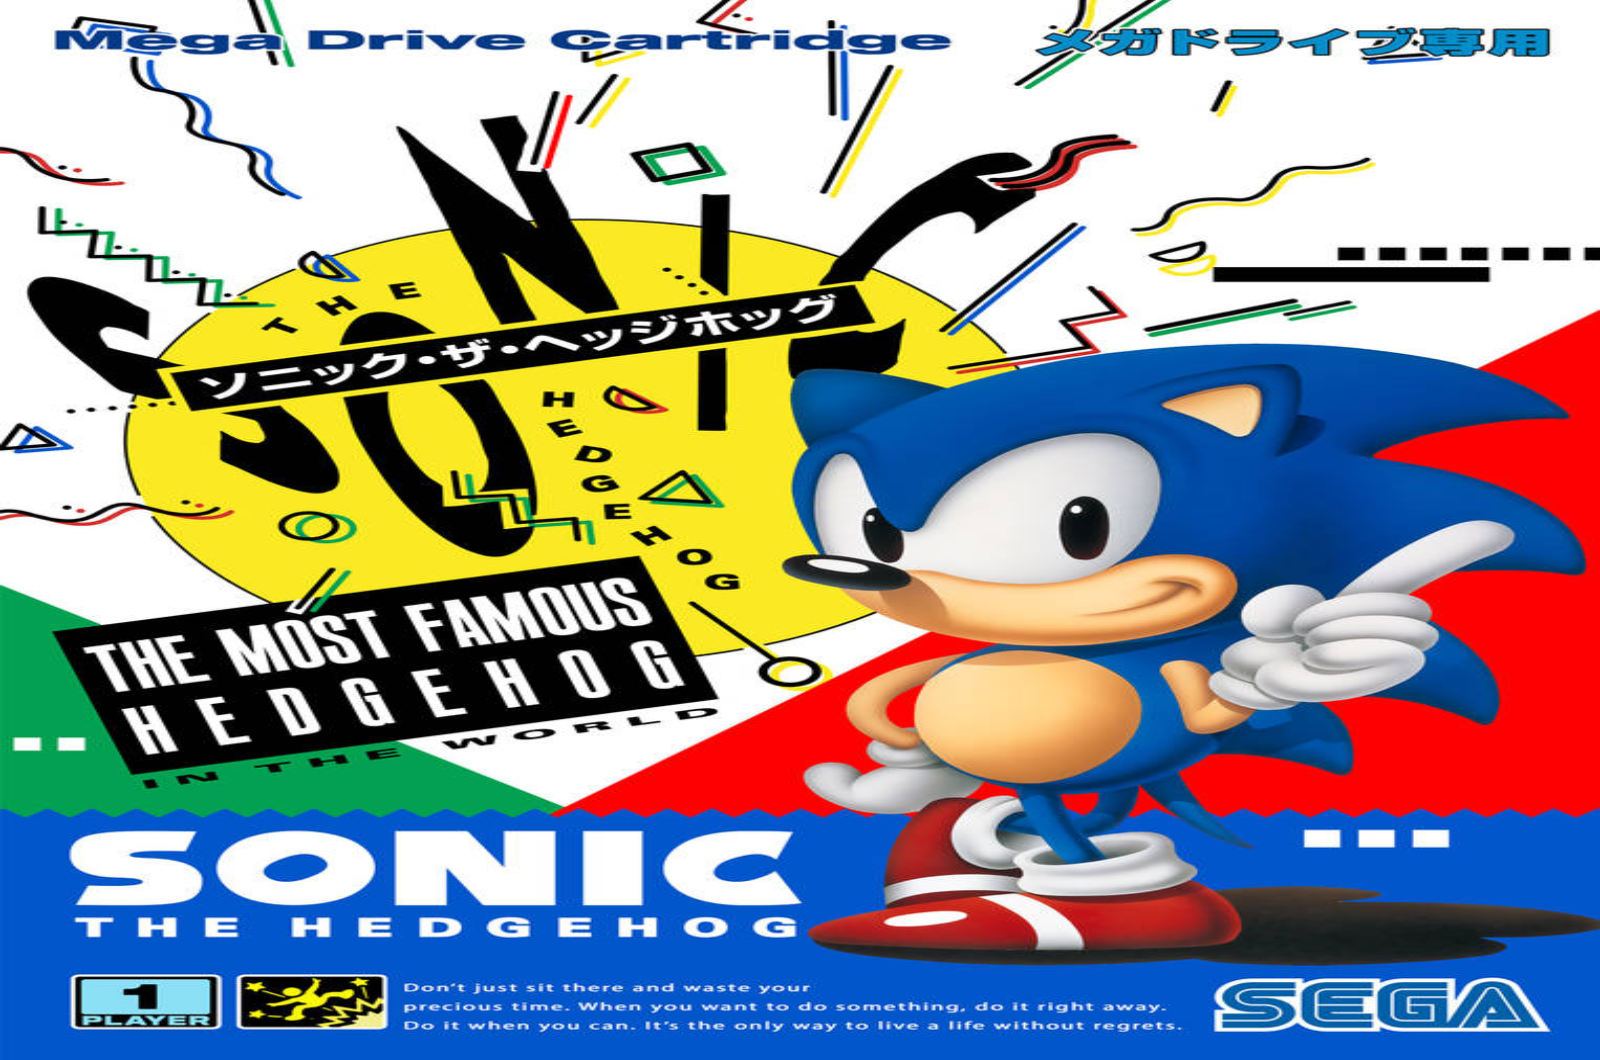 Mega Drive Cartridge
メガドライブ専用
SONIC
THE
ソニック・ザ・ヘッジホッグ
HEDGEHOG
THE MOST FAMOUS
HEDGEHOG
IN THE WORLD
SONIC
THE HEDGEHOG
1
PLAYER
Don't just sit there and waste your
precious time. When you want to do something, do it right away.
Do it when you can. It's the only way to live a life without regrets.
SEGA